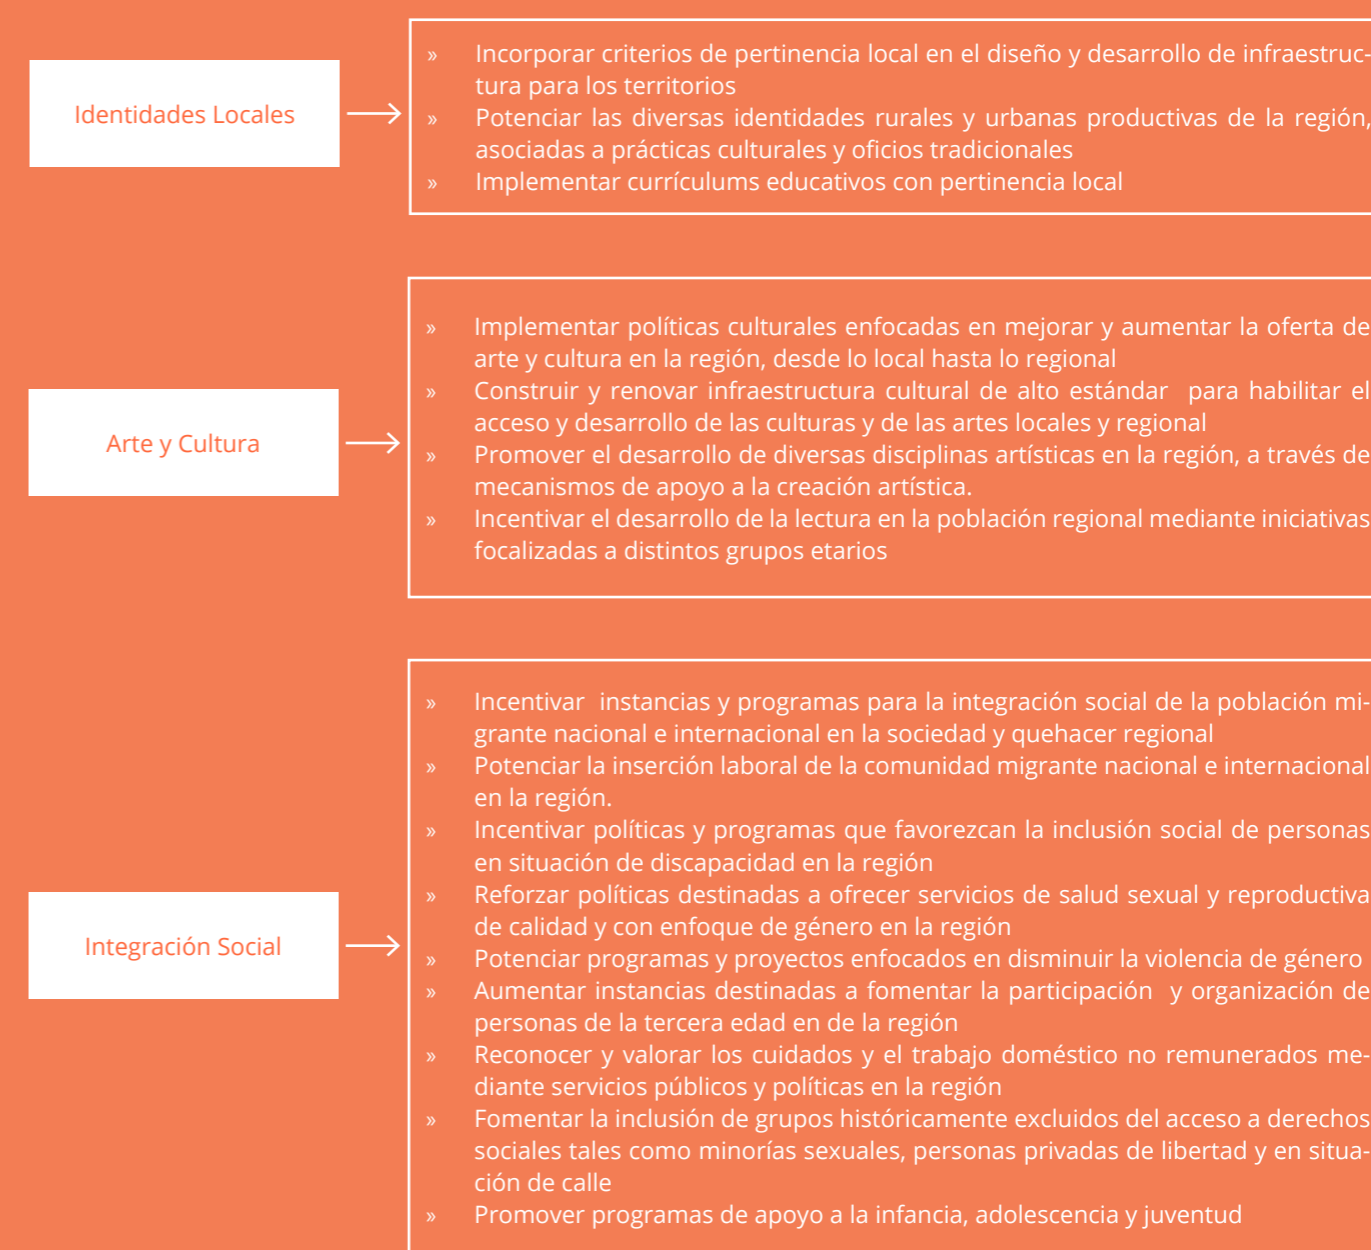 Identidades Locales
» Incorporar criterios de pertinencia local en el diseño y desarrollo de infraestruc-
tura para los territorios
» Potenciar las diversas identidades rurales y urbanas productivas de la región,
asociadas a prácticas culturales y oficios tradicionales
» Implementar currículums educativos con pertinencia local
Arte y Cultura
» Implementar políticas culturales enfocadas en mejorar y aumentar la oferta de
arte y cultura en la región, desde lo local hasta lo regional
» Construir y renovar infraestructura cultural de alto estándar  para habilitar el
acceso y desarrollo de las culturas y de las artes locales y regional
» Promover el desarrollo de diversas disciplinas artísticas en la región, a través de
mecanismos de apoyo a la creación artística.
» Incentivar el desarrollo de la lectura en la población regional mediante iniciativas
focalizadas a distintos grupos etarios
Integración Social
» Incentivar  instancias y programas para la integración social de la población mi-
grante nacional e internacional en la sociedad y quehacer regional
» Potenciar la inserción laboral de la comunidad migrante nacional e internacional
en la región.
» Incentivar políticas y programas que favorezcan la inclusión social de personas
en situación de discapacidad en la región
» Reforzar políticas destinadas a ofrecer servicios de salud sexual y reproductiva
de calidad y con enfoque de género en la región
» Potenciar programas y proyectos enfocados en disminuir la violencia de género
» Aumentar instancias destinadas a fomentar la participación  y organización de
personas de la tercera edad en de la región
» Reconocer y valorar los cuidados y el trabajo doméstico no remunerados me-
diante servicios públicos y políticas en la región
» Fomentar la inclusión de grupos históricamente excluidos del acceso a derechos
sociales tales como minorías sexuales, personas privadas de libertad y en situa-
ción de calle
» Promover programas de apoyo a la infancia, adolescencia y juventud